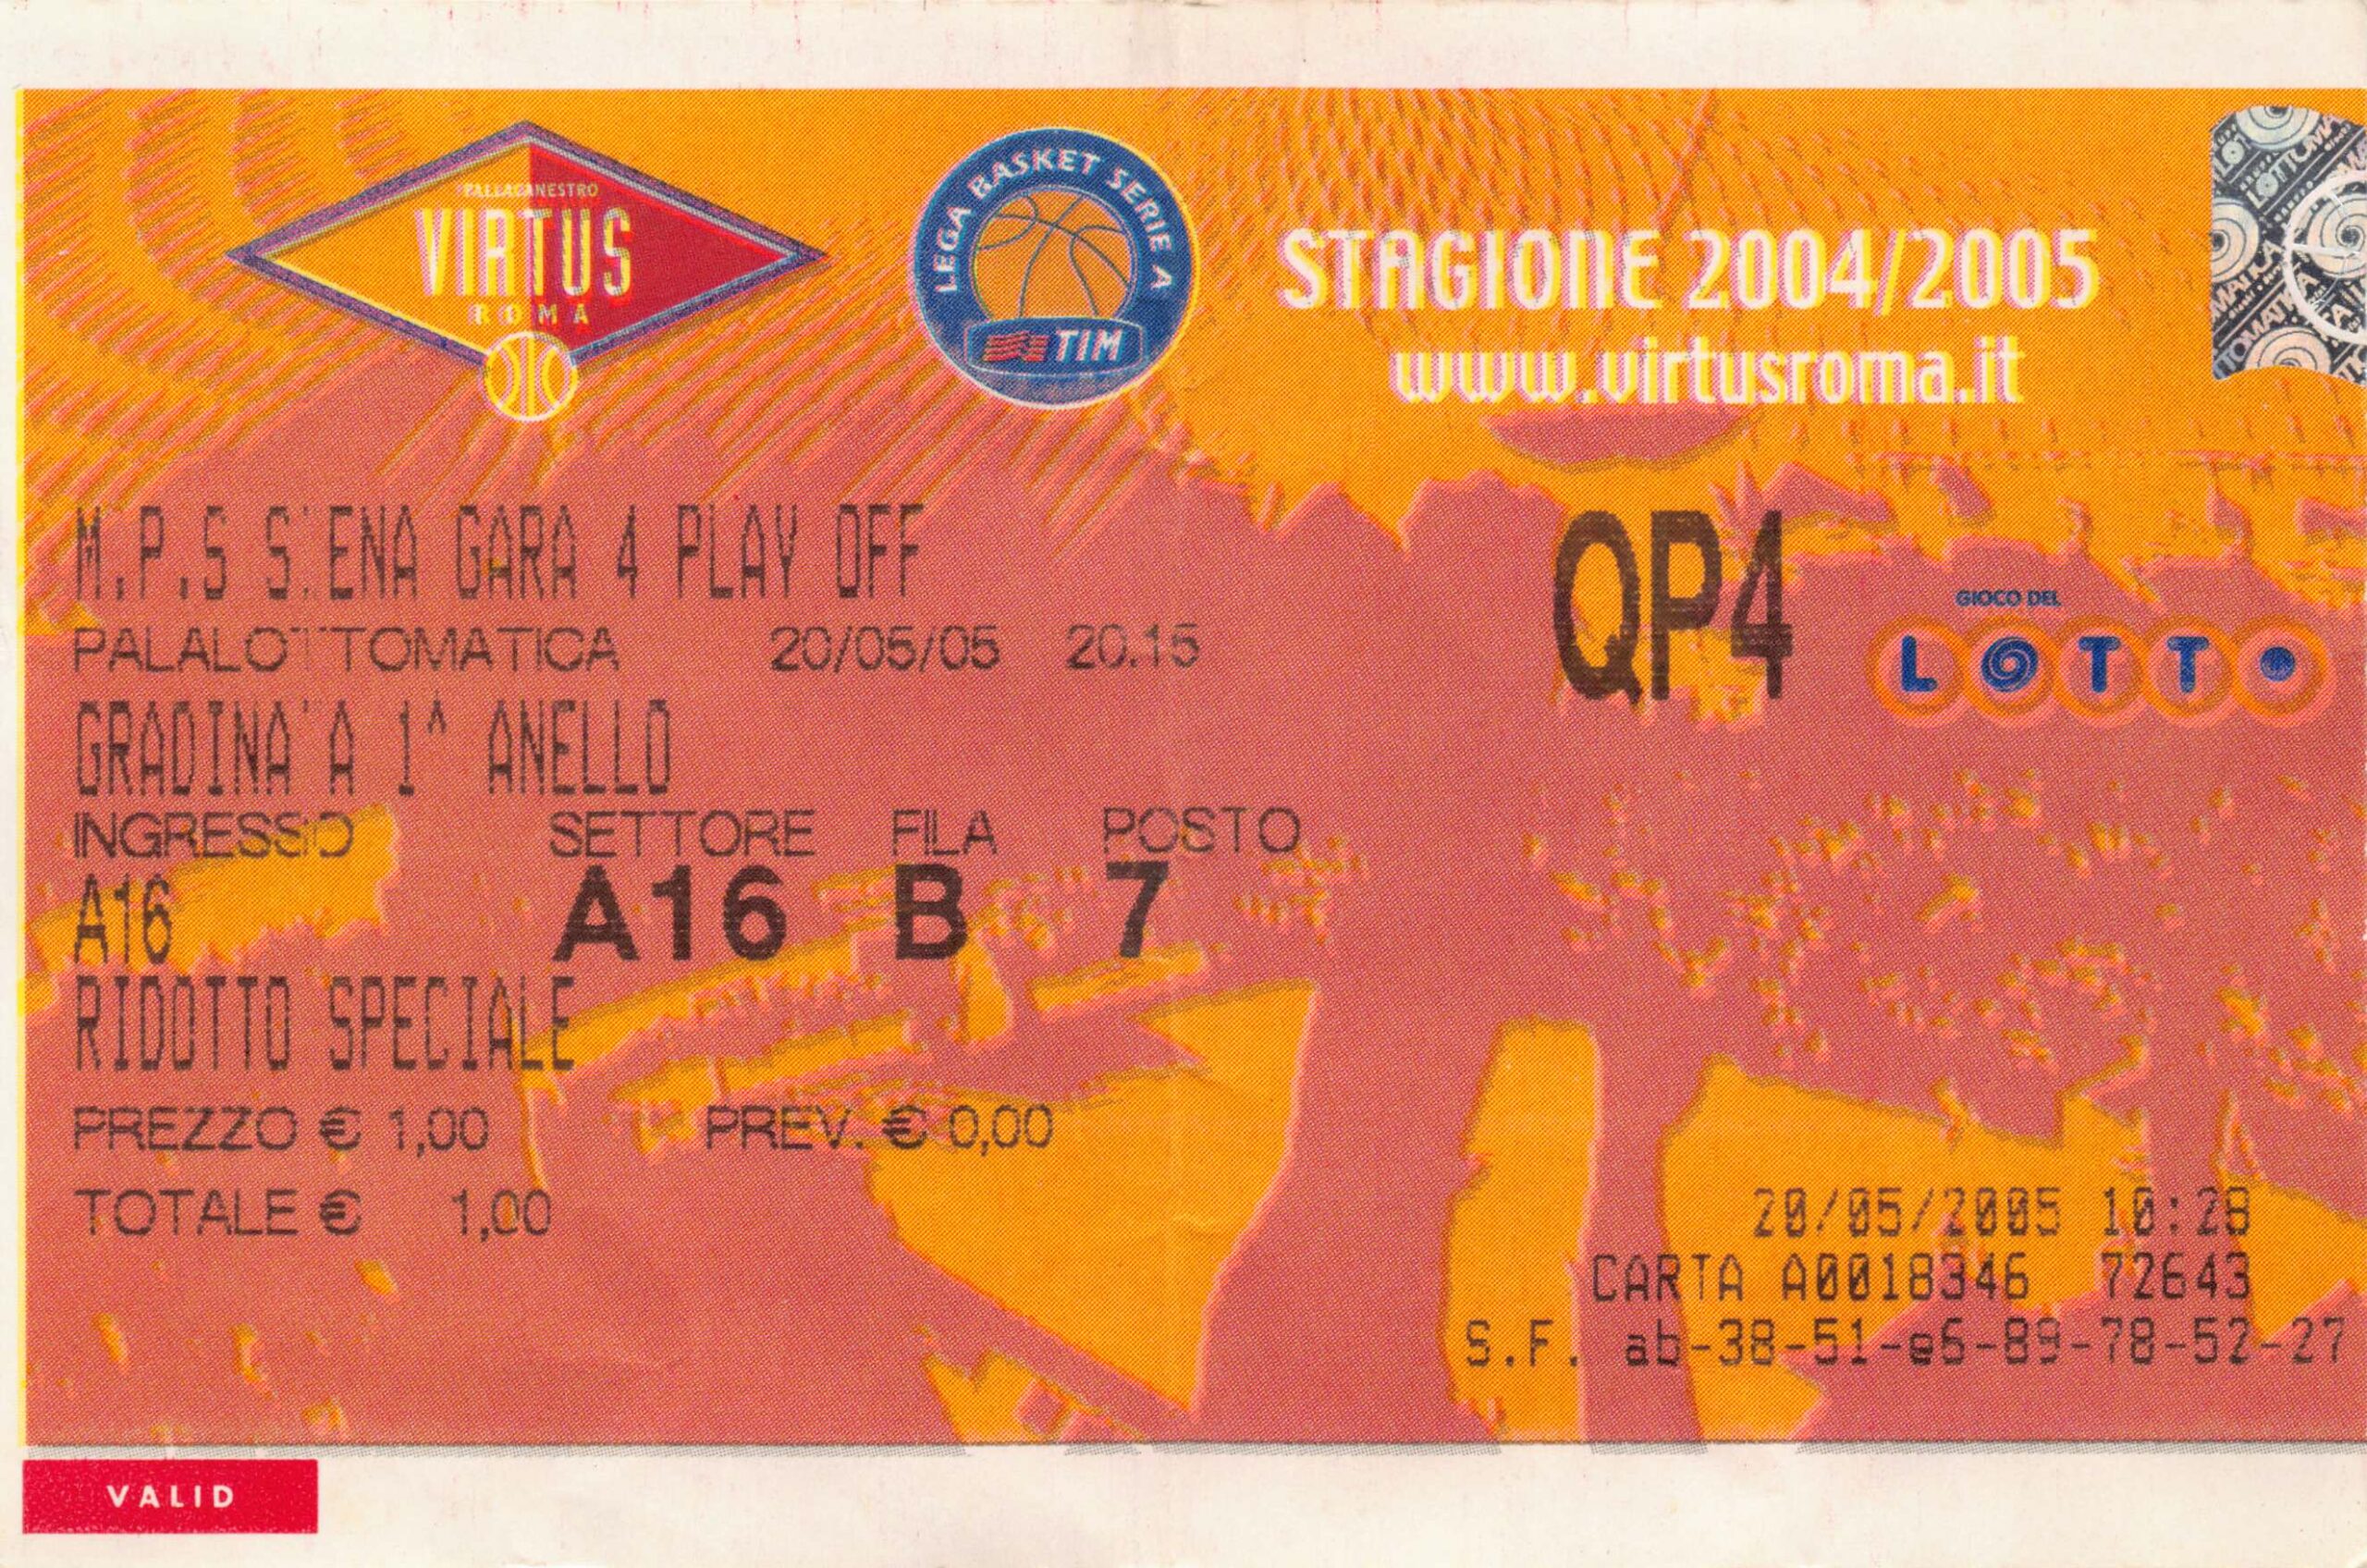 PALLACANESTRO
VIRTUS
ROMA
LEGA BASKET SERIE A
TIM
STAGIONE 2004/2005
www.virtusroma.it
LOTTOMATICA
M.P.S SIENA GARA 4 PLAY OFF
QP4
PALALOTTOMATICA 20/05/05 20.15
GIOCO DEL
LOTTO
GRADINATA 1^ ANELLO
INGRESSO SETTORE FILA POSTO
A16 A16 B 7
RIDOTTO SPECIALE
PREZZO € 1,00 PREV. € 0,00
TOTALE € 1,00
20/05/2005 10:28
CARTA A0018346 72643
S.F. ab-38-51-e6-89-78-52-27
VALID